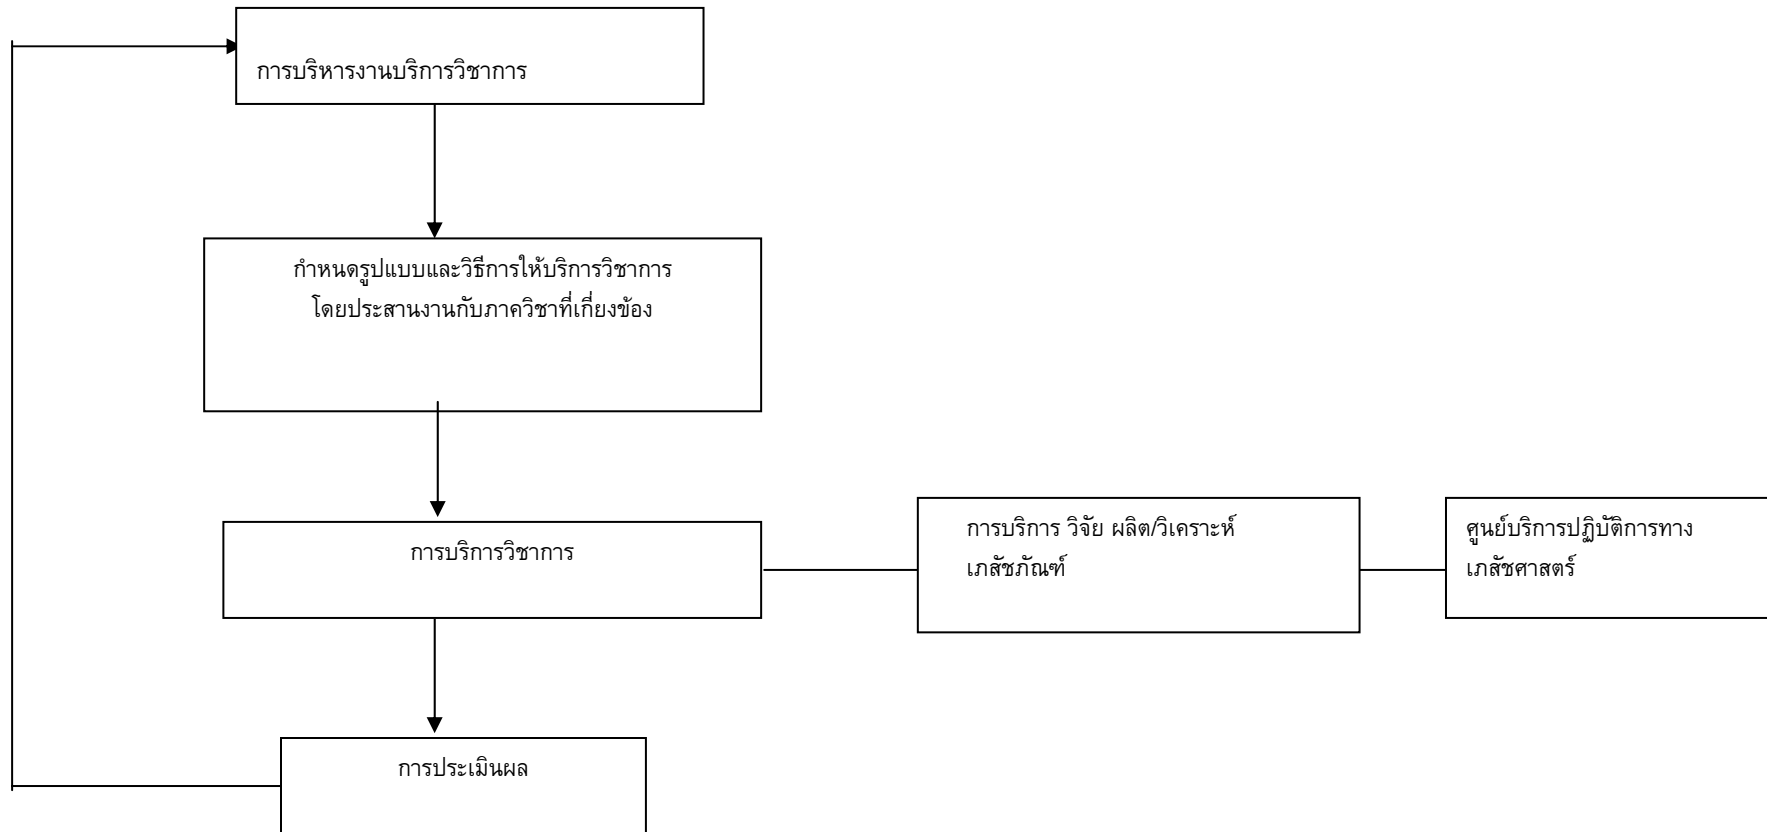 การบริหารงานบริการวิชาการ
กำหนดรูปแบบและวิธีการให้บริการวิชาการ
โดยประสานงานกับภาควิชาที่เกี่ยงข้อง
การบริการวิชาการ
การบริการ วิจัย ผลิต/วิเคราะห์
เภสัชภัณฑ์
ศูนย์บริการปฏิบัติการทาง
เภสัชศาสตร์
การประเมินผล